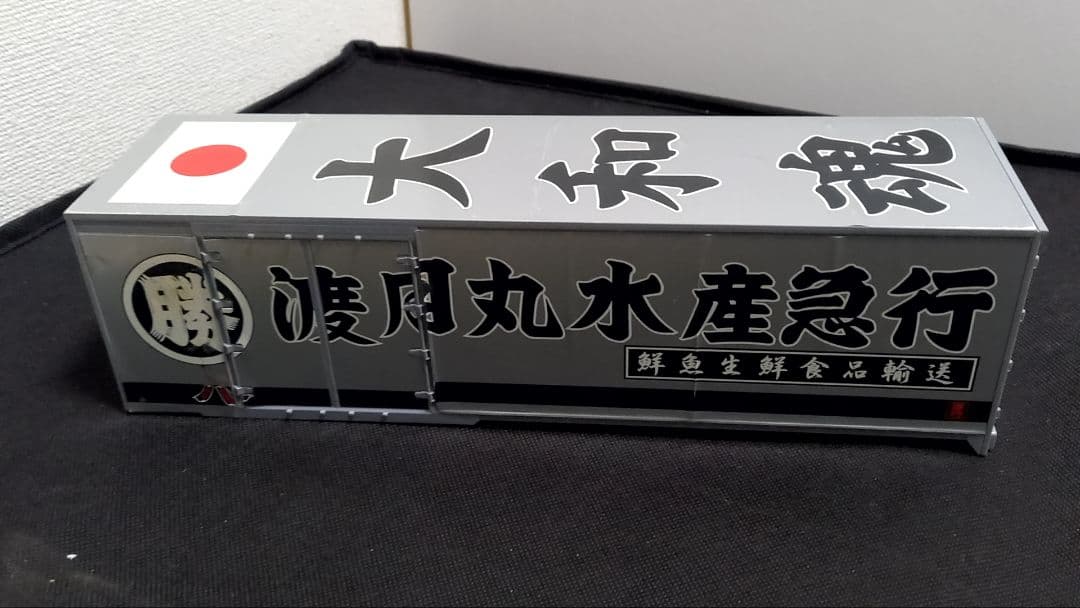 大和魂
勝
渡月丸水産急行
鮮魚生鮮食品輸送
八